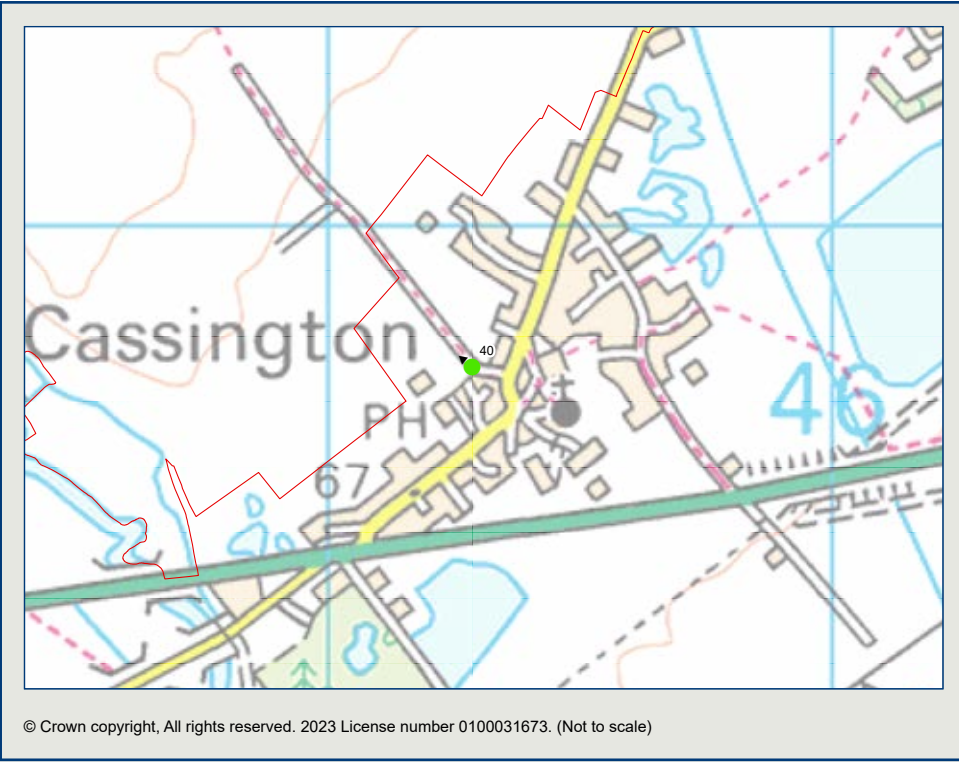 40
Cassington
46
PH
67
© Crown copyright, All rights reserved. 2023 License number 0100031673. (Not to scale)